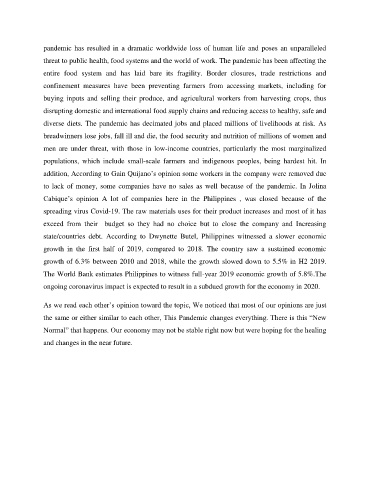 pandemic has resulted in a dramatic worldwide loss of human life and poses an unparalleled
threat to public health, food systems and the world of work. The pandemic has been affecting the
entire food system and has laid bare its fragility. Border closures, trade restrictions and
confinement measures have been preventing farmers from accessing markets, including for
buying inputs and selling their produce, and agricultural workers from harvesting crops, thus
disrupting domestic and international food supply chains and reducing access to healthy, safe and
diverse diets. The pandemic has decimated jobs and placed millions of livelihoods at risk. As
breadwinners lose jobs, fall ill and die, the food security and nutrition of millions of women and
men are under threat, with those in low-income countries, particularly the most marginalized
populations, which include small-scale farmers and indigenous peoples, being hardest hit. In
addition, According to Gain Quijano's opinion some workers in the company were removed due
to lack of money, some companies have no sales as well because of the pandemic. In Jolina
Cabique's opinion A lot of companies here in the Philippines , was closed because of the
spreading virus Covid-19. The raw materials uses for their product increases and most of it has
exceed from their  budget so they had no choice but to close the company and Increasing
state/countries debt. According to Dwynette Butel, Philippines witnessed a slower economic
growth in the first half of 2019, compared to 2018. The country saw a sustained economic
growth of 6.3% between 2010 and 2018, while the growth slowed down to 5.5% in H2 2019.
The World Bank estimates Philippines to witness full-year 2019 economic growth of 5.8%.The
ongoing coronavirus impact is expected to result in a subdued growth for the economy in 2020.
As we read each other's opinion toward the topic, We noticed that most of our opinions are just
the same or either similar to each other, This Pandemic changes everything. There is this “New
Normal” that happens. Our economy may not be stable right now but were hoping for the healing
and changes in the near future.